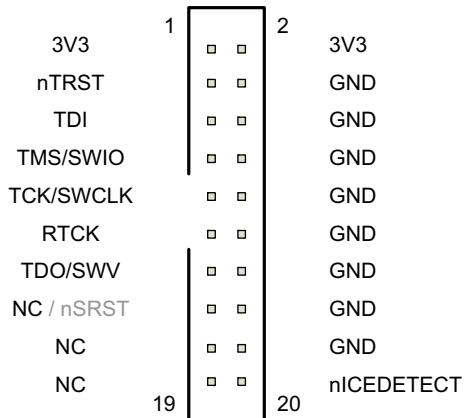 1 2
3V3 3V3
nTRST GND
TDI GND
TMS/SWIO GND
TCK/SWCLK GND
RTCK GND
TDO/SWV GND
NC / nSRST GND
NC GND
NC nICEDETECT
19 20